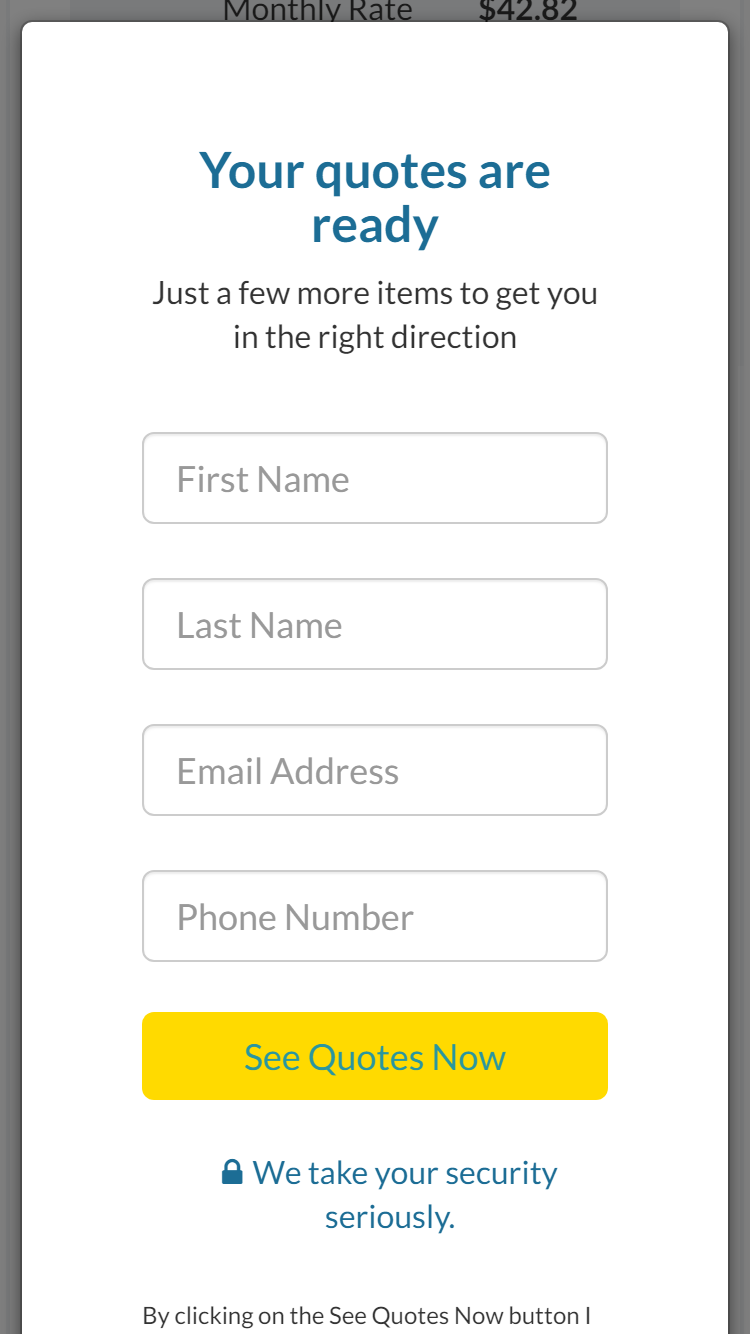 Monthly Rate $42.82
Your quotes are
ready
Just a few more items to get you
in the right direction
First Name
Last Name
Email Address
Phone Number
See Quotes Now
We take your security
seriously.
By clicking on the See Quotes Now button I